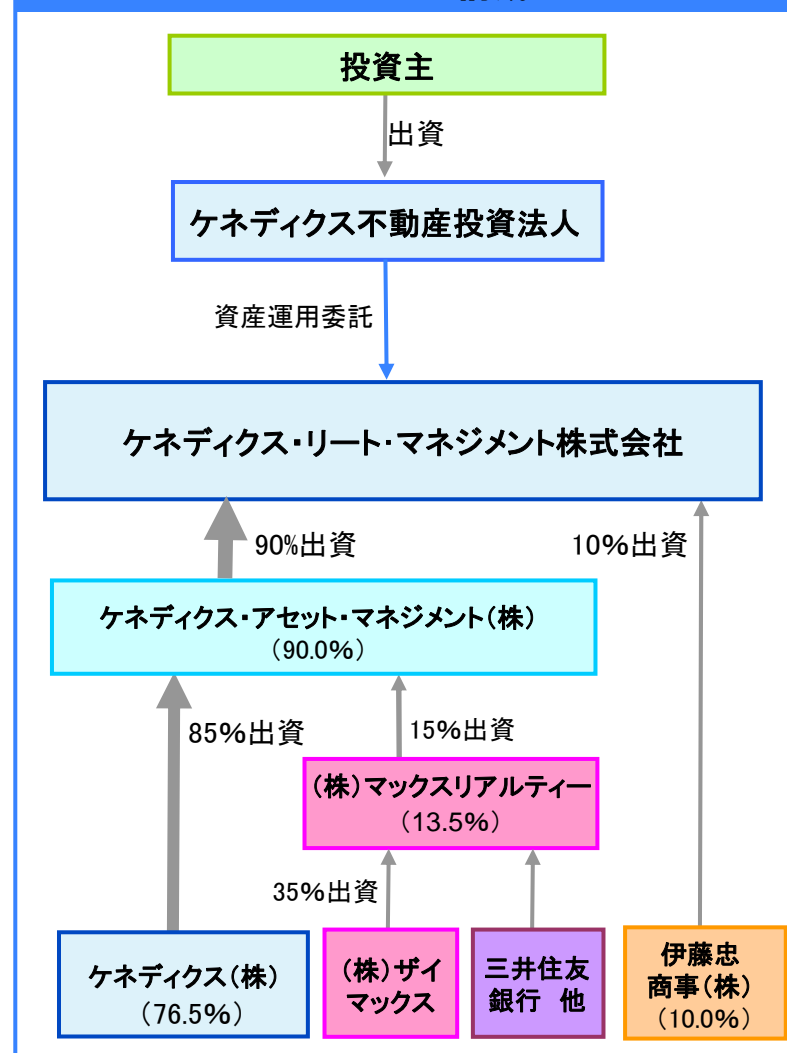 投資主
出資
ケネディクス不動産投資法人
資産運用委託
ケネディクス・リート・マネジメント株式会社
90%出資
10%出資
ケネディクス・アセット・マネジメント(株)
(90.0%)
85%出資
15%出資
(株)マックスリアルティー
(13.5%)
35%出資
ケネディクス(株)
(76.5%)
(株)ザイ
マックス
三井住友
銀行 他
伊藤忠
商事(株)
(10.0%)